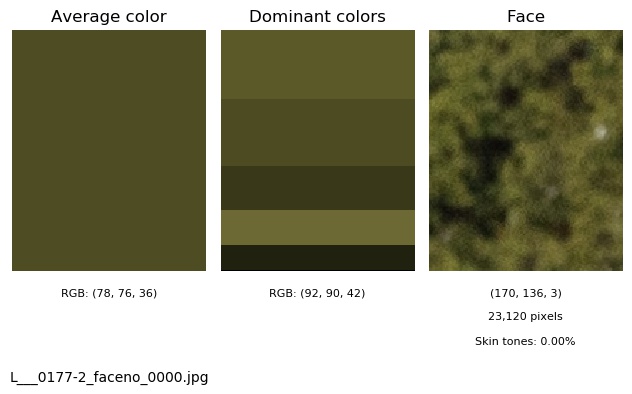 Average color
Dominant colors
Face
RGB: (78, 76, 36)
RGB: (92, 90, 42)
(170, 136, 3)
23,120 pixels
Skin tones: 0.00%
L___0177-2_faceno_0000.jpg